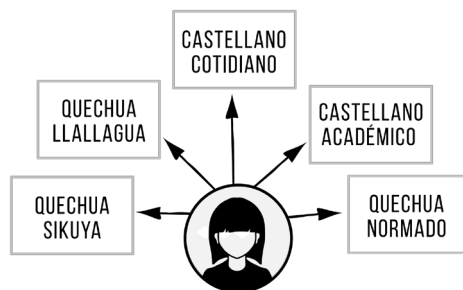 CASTELLANO
COTIDIANO
QUECHUA
LLALLAGUA
CASTELLANO
ACADÉMICO
QUECHUA
SIKUYA
QUECHUA
NORMADO